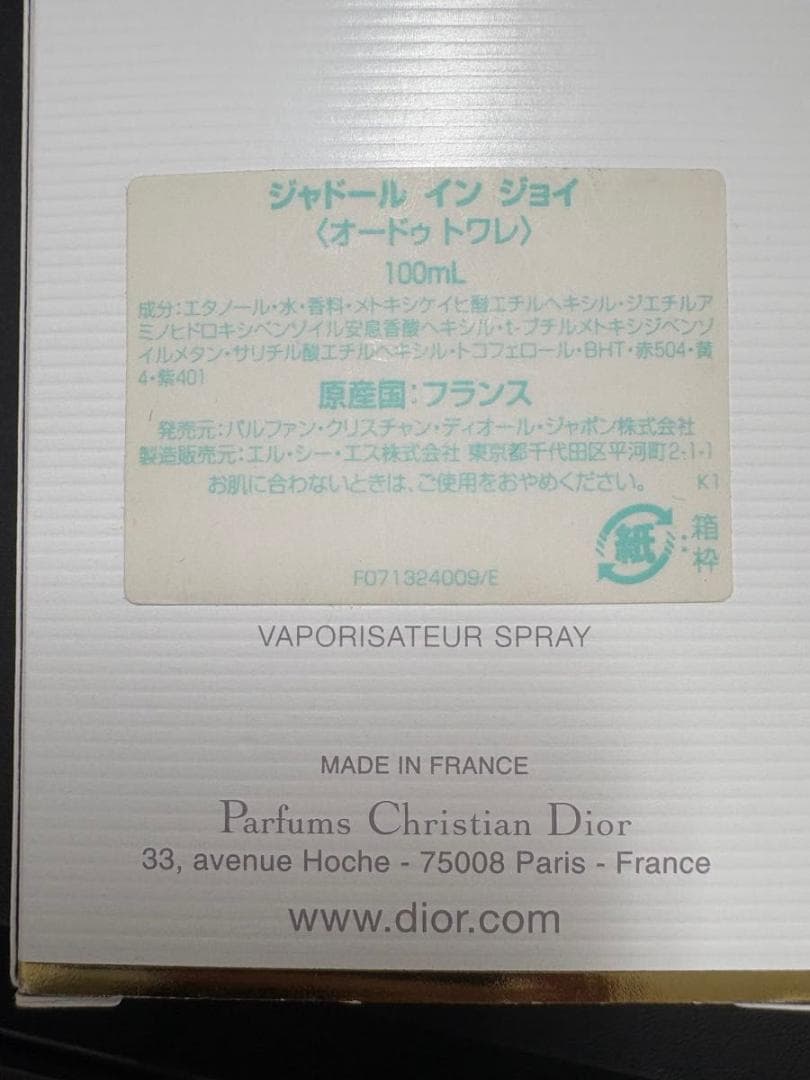 ジャドール イン ジョイ
〈オードゥ トワレ〉
100mL
成分:エタノール・水・香料・メトキシケイヒ酸エチルヘキシル・ジエチルア
ミノヒドロキシベンゾイル安息香酸ヘキシル・t-ブチルメトキシジベンゾ
イルメタン・サリチル酸エチルヘキシル・トコフェロール・BHT・赤504・黄
4・紫401
原産国:フランス
発売元:パルファン・クリスチャン・ディオール・ジャポン株式会社
製造販売元:エル・シー・エス株式会社 東京都千代田区平河町2-1-1
お肌に合わないときは、ご使用をおやめください。 K1
紙:箱
枠
F071324009/E
VAPORISATEUR SPRAY
MADE IN FRANCE
Parfums Christian Dior
33, avenue Hoche - 75008 Paris - France
www.dior.com